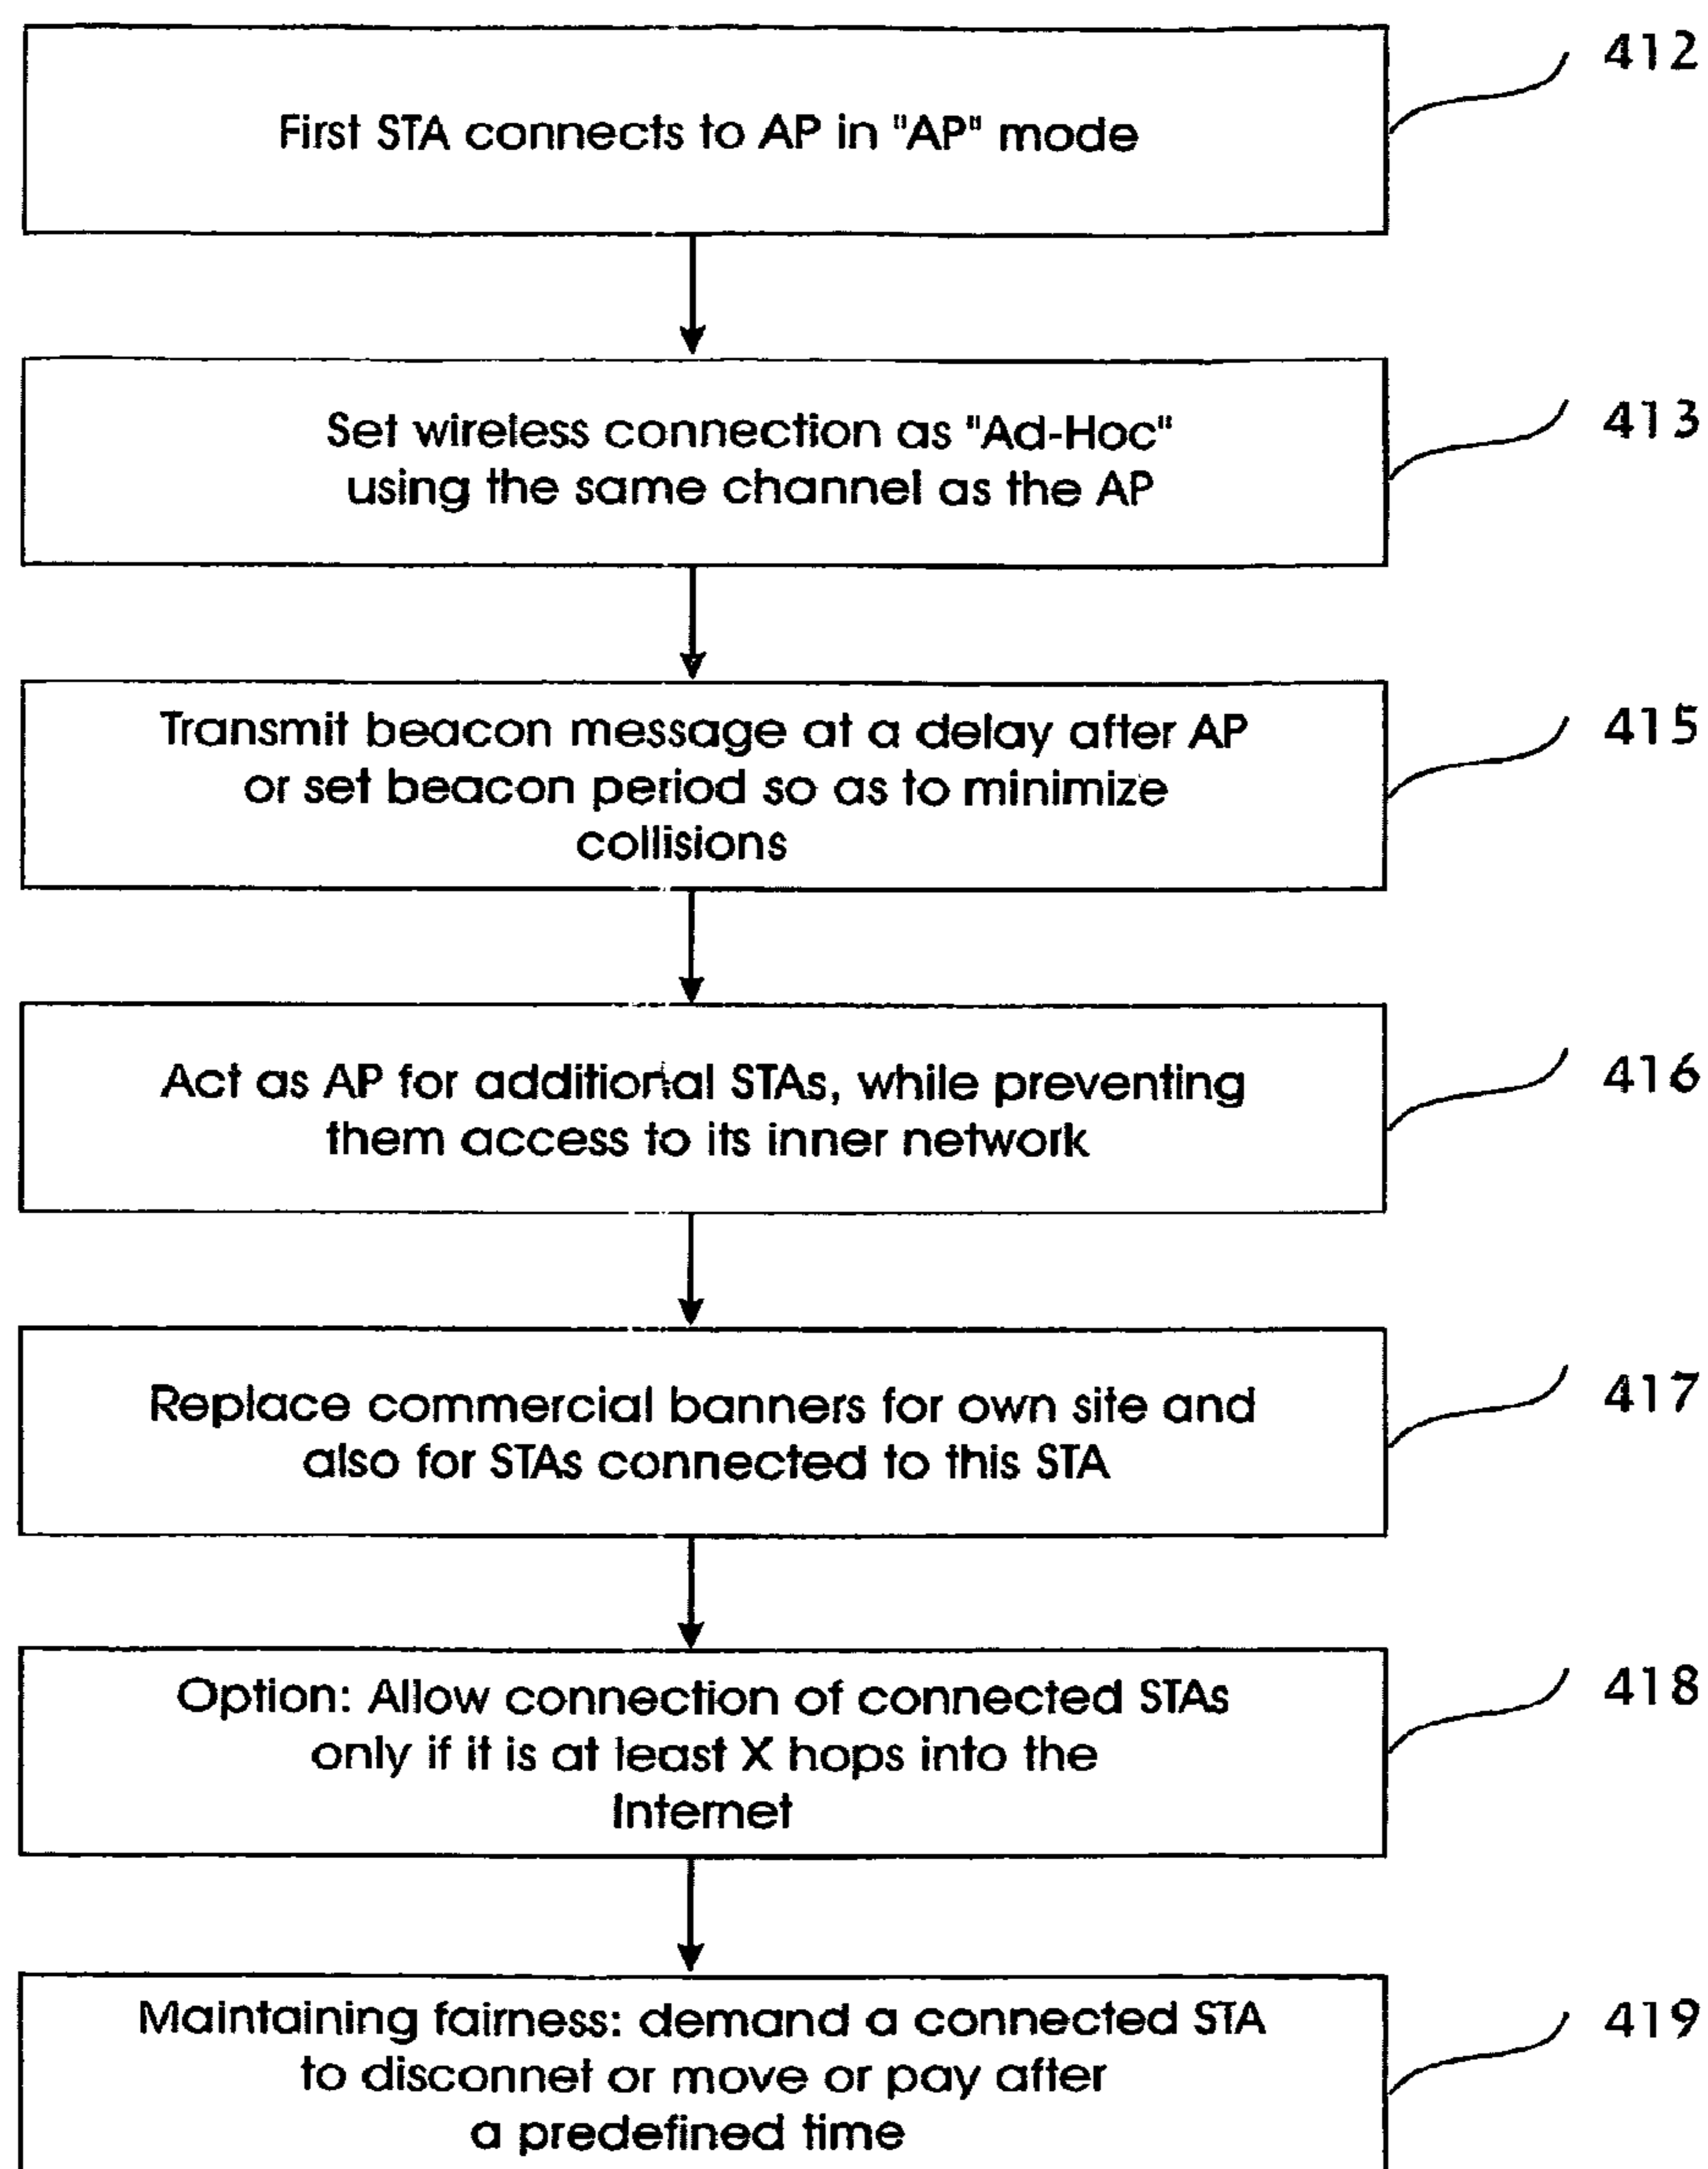 412
First STA connects to AP in "AP" mode
413
Set wireless connection as "Ad-Hoc"
using the same channel as the AP
415
Transmit beacon message at a delay after AP
or set beacon period so as to minimize
collisions
416
Act as AP for additional STAs, while preventing
them access to its inner network
417
Replace commercial banners for own site and
also for STAs connected to this STA
418
Option: Allow connection of connected STAs
only if it is at least X hops into the
Internet
419
Maintaining fairness: demand a connected STA
to disconnet or move or pay after
a predefined time